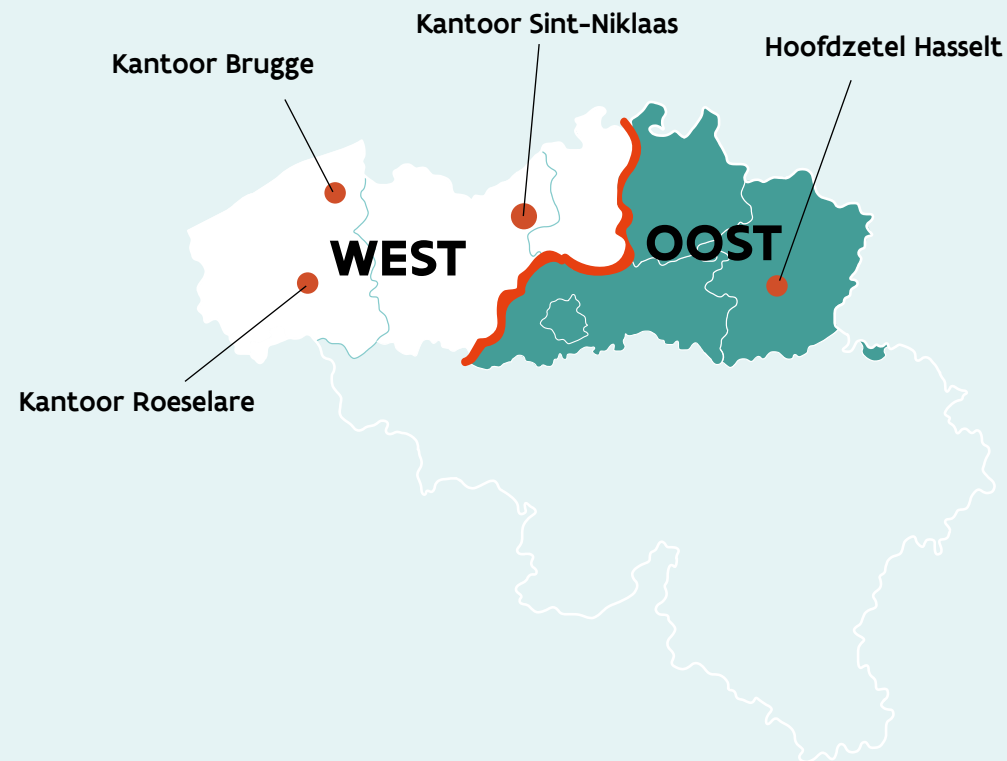 Kantoor Sint-Niklaas
Hoofdzetel Hasselt
Kantoor Brugge
WEST
OOST
Kantoor Roeselare